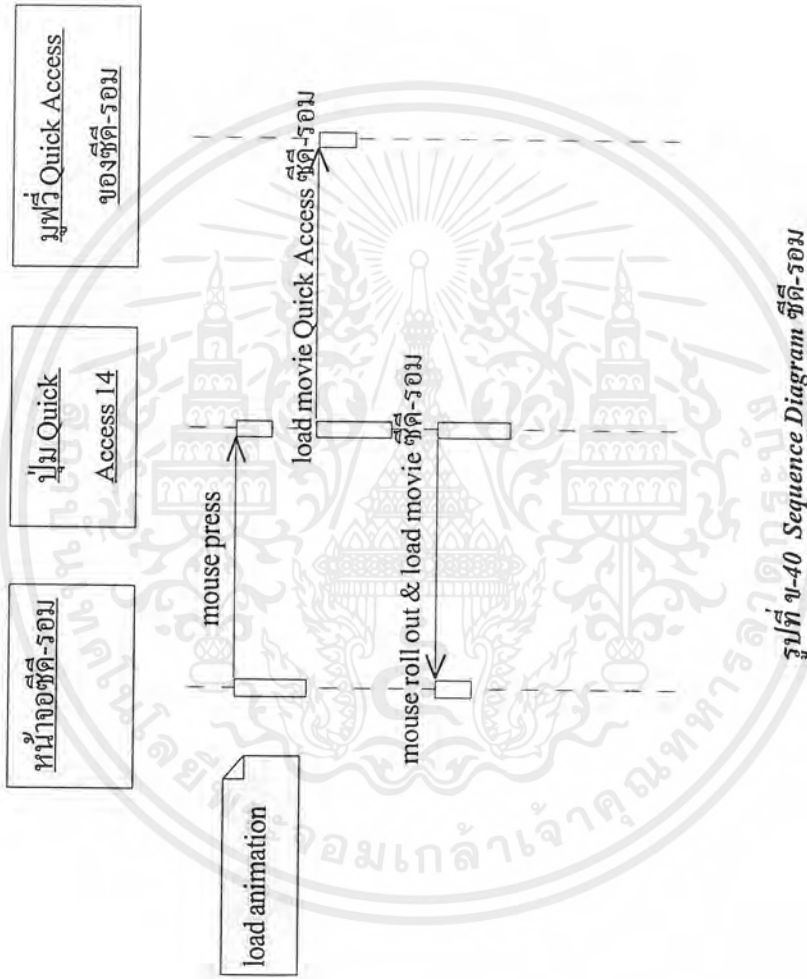 หน้าจอซีดี-รอม
ปุ่ม Quick
Access 14
มูฟวี่ Quick Access
ของซีดี-รอม
load animation
mouse press
load movie Quick Access ซีดี-รอม
mouse roll out & load movie ซีดี-รอม
รูปที่ ข-40 Sequence Diagram ซีดี-รอม